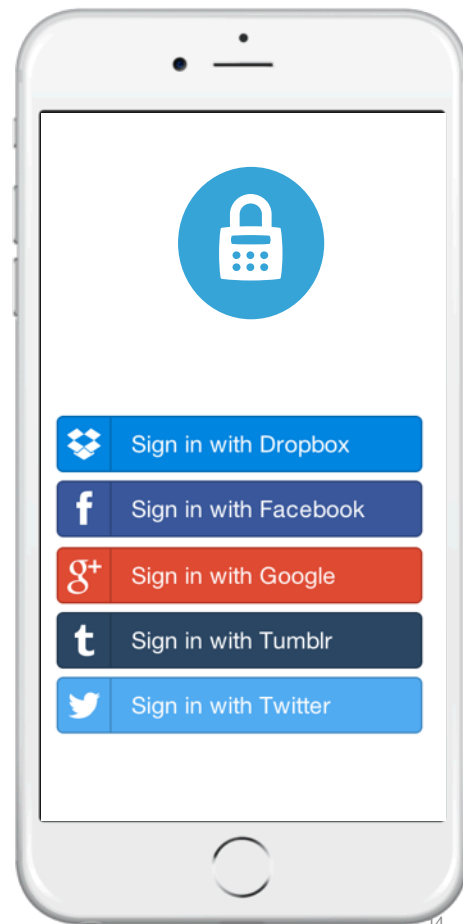 Sign in with Dropbox
f Sign in with Facebook
g+ Sign in with Google
t Sign in with Tumblr
Sign in with Twitter
14